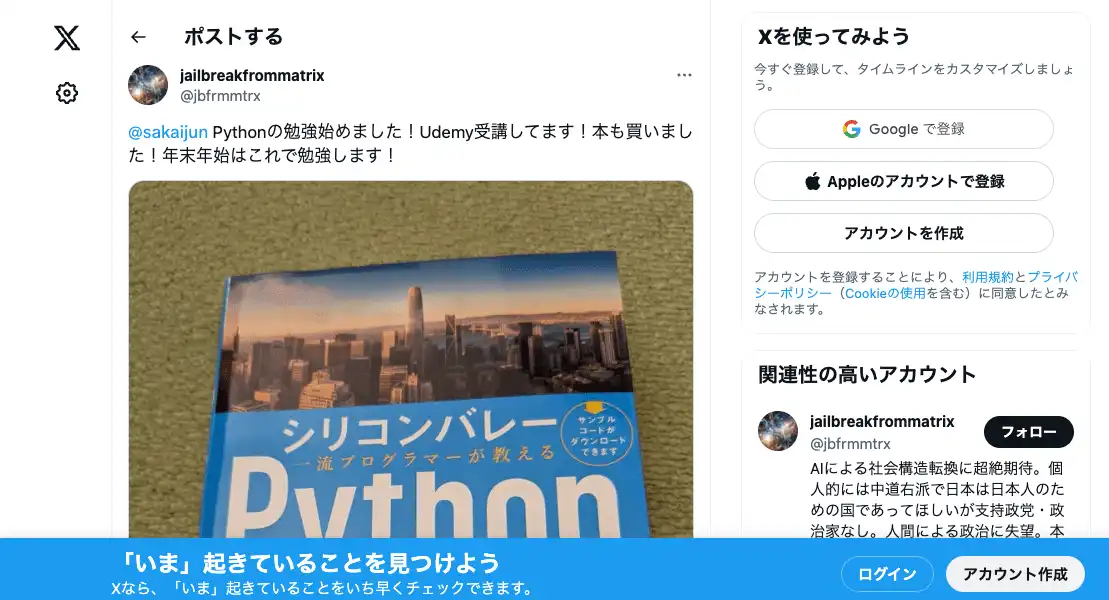 ポストする
jailbreakfrommatrix
@jbfrmmtrx
@sakaijun Pythonの勉強始めました！Udemy受講してます！本も買いまし
た！年末年始はこれで勉強します！
シリコンバレー
一流プログラマーが教える
Python
サンプル
コードが
ダウンロード
できます
Xを使ってみよう
今すぐ登録して、タイムラインをカスタマイズしましょ
う。
Google で登録
Appleのアカウントで登録
アカウントを作成
アカウントを登録することにより、利用規約とプライバ
シーポリシー（Cookieの使用を含む）に同意したとみ
なされます。
関連性の高いアカウント
jailbreakfrommatrix
@jbfrmmtrx
フォロー
AIによる社会構造転換に超絶期待。個
人的には中道右派で日本は日本人のた
めの国であってほしいが支持政党・政
治家なし。人間による政治に失望。本
「いま」起きていることを見つけよう
Xなら、「いま」起きていることをいち早くチェックできます。
ログイン
アカウント作成